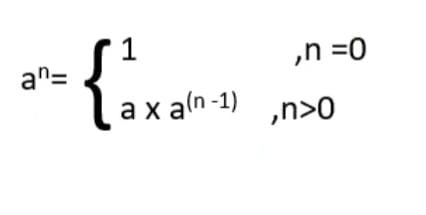 aⁿ= { 1 ,n =0
a x a⁽ⁿ ⁻¹⁾ ,n>0